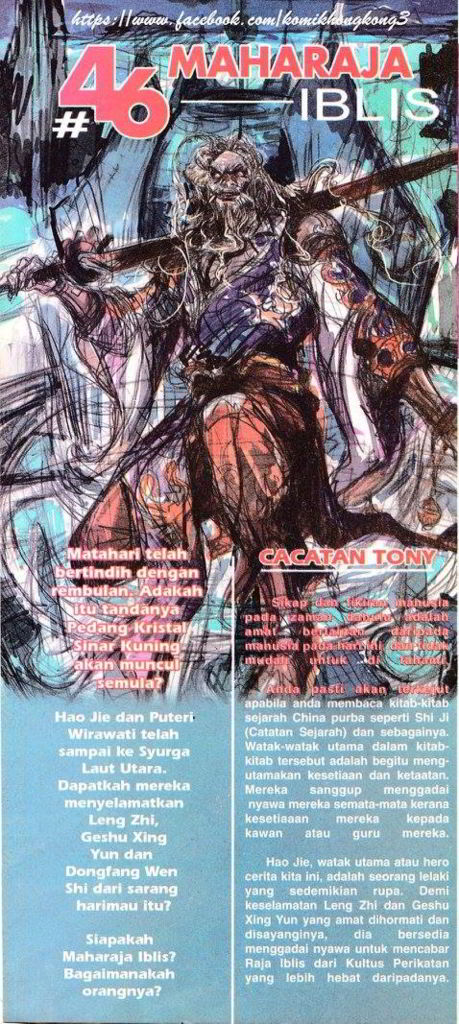 https://www.facebook.com/komikhongkong3
#46
MAHARAJA
IBLIS
Matahari telah
bertindih dengan
rembulan. Adakah
itu tandanya
Pedang Kristal
Sinar Kuning
akan muncul
semula?
Hao Jie dan Puteri
Wirawati telah
sampai ke Syurga
Laut Utara.
Dapatkah mereka
menyelamatkan
Leng Zhi,
Geshu Xing
Yun dan
Dongfang Wen
Shi dari sarang
harimau itu?
Siapakah
Maharaja Iblis?
Bagaimanakah
orangnya?
CACATAN TONY
Sikap dan fikiran manusia
pada zaman dahulu adalah
amat berlainan daripada
manusia pada hari ini dan tidak
mudah untuk di fahami.
Anda pasti akan terkejut
apabila anda membaca kitab-kitab
sejarah China purba seperti Shi Ji
(Catatan Sejarah) dan sebagainya.
Watak-watak utama dalam kitab-
kitab tersebut adalah begitu meng-
utamakan kesetiaan dan ketaatan.
Mereka sanggup menggadai
nyawa mereka semata-mata kerana
kesetiaaan mereka kepada
kawan atau guru mereka.
Hao Jie, watak utama atau hero
cerita kita ini, adalah seorang lelaki
yang sedemikian rupa. Demi
keselamatan Leng Zhi dan Geshu
Xing Yun yang amat dihormati dan
disayanginya, dia bersedia
menggadai nyawa untuk mencabar
Raja Iblis dari Kultus Perikatan
yang lebih hebat daripadanya.